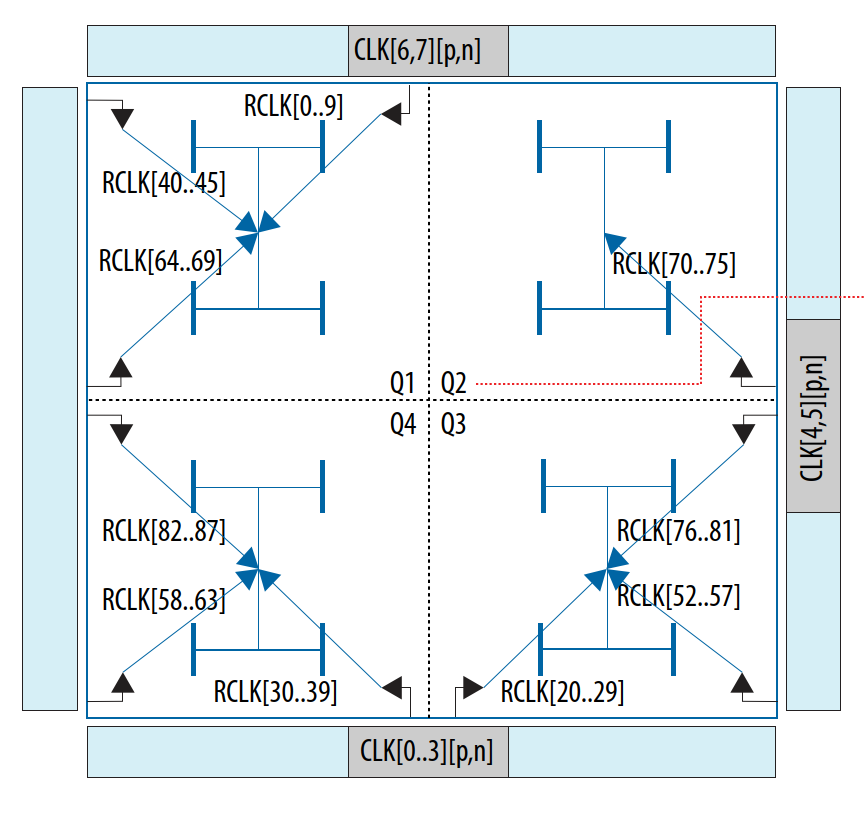 CLK[6,7][p,n]
RCLK[0..9]
RCLK[40..45]
RCLK[64..69]
RCLK[70..75]
Q1
Q2
Q4
Q3
CLK[4,5][p,n]
RCLK[82..87]
RCLK[76..81]
RCLK[58..63]
RCLK[52..57]
RCLK[30..39]
RCLK[20..29]
CLK[0..3][p,n]